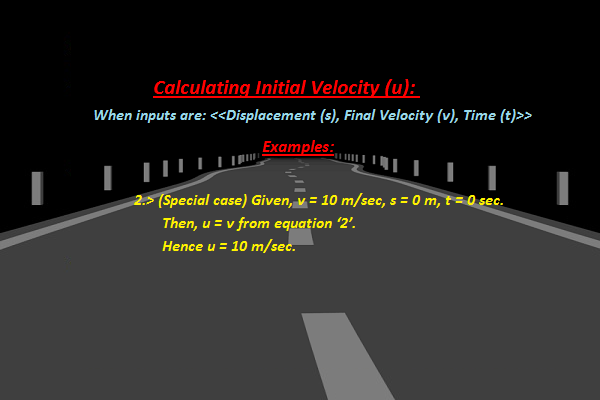 Calculating Initial Velocity (u):
When inputs are: <<Displacement (s), Final Velocity (v), Time (t)>>
Examples:
2.> (Special case) Given, v = 10 m/sec, s = 0 m, t = 0 sec.
Then, u = v from equation ‘2’.
Hence u = 10 m/sec.